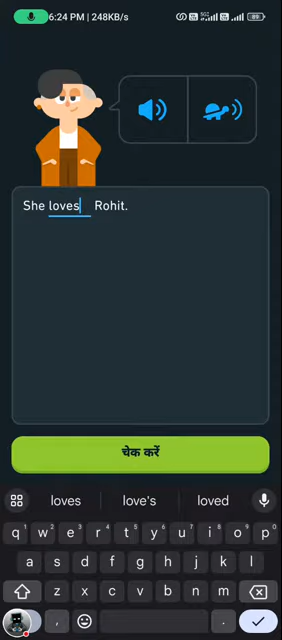 6:24 PM | 248KB/s
She loves Rohit.
चेक करें
loves love's loved
q w e r t y u i o p
a s d f g h j k l
z x c v b n m
, .